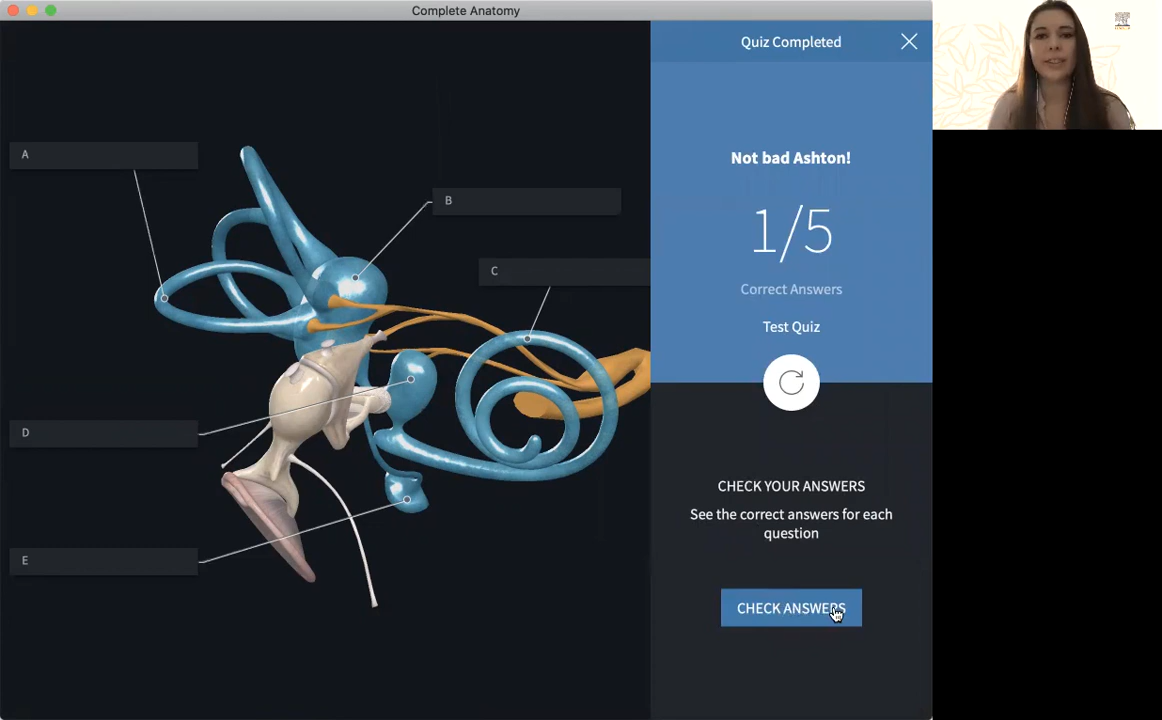 Complete Anatomy
Quiz Completed
A
B
C
D
E
Not bad Ashton!
1/5
Correct Answers
Test Quiz
CHECK YOUR ANSWERS
See the correct answers for each
question
CHECK ANSWERS